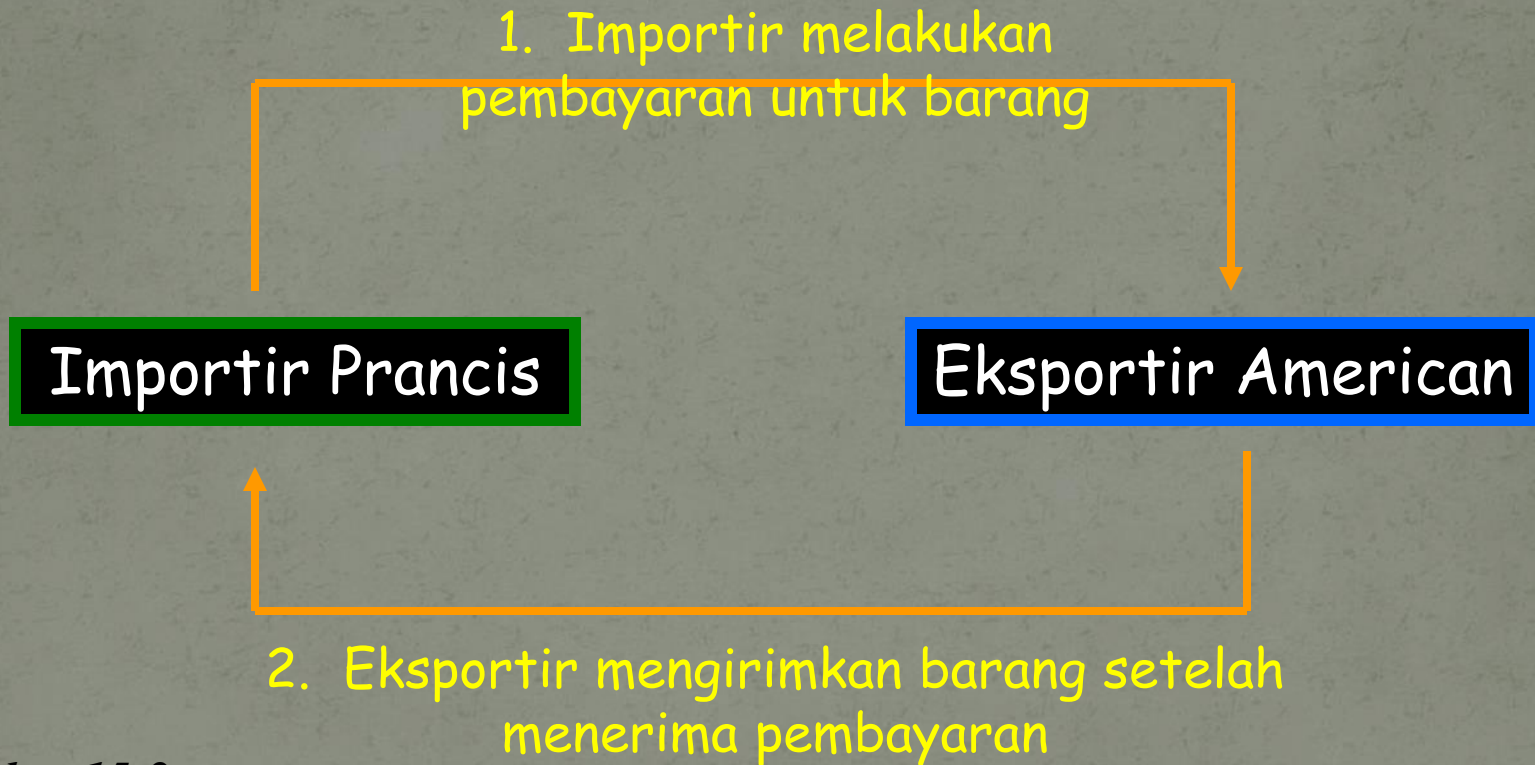 1. Importir melakukan
pembayaran untuk barang
Importir Prancis
Eksportir American
2. Eksportir mengirimkan barang setelah
menerima pembayaran